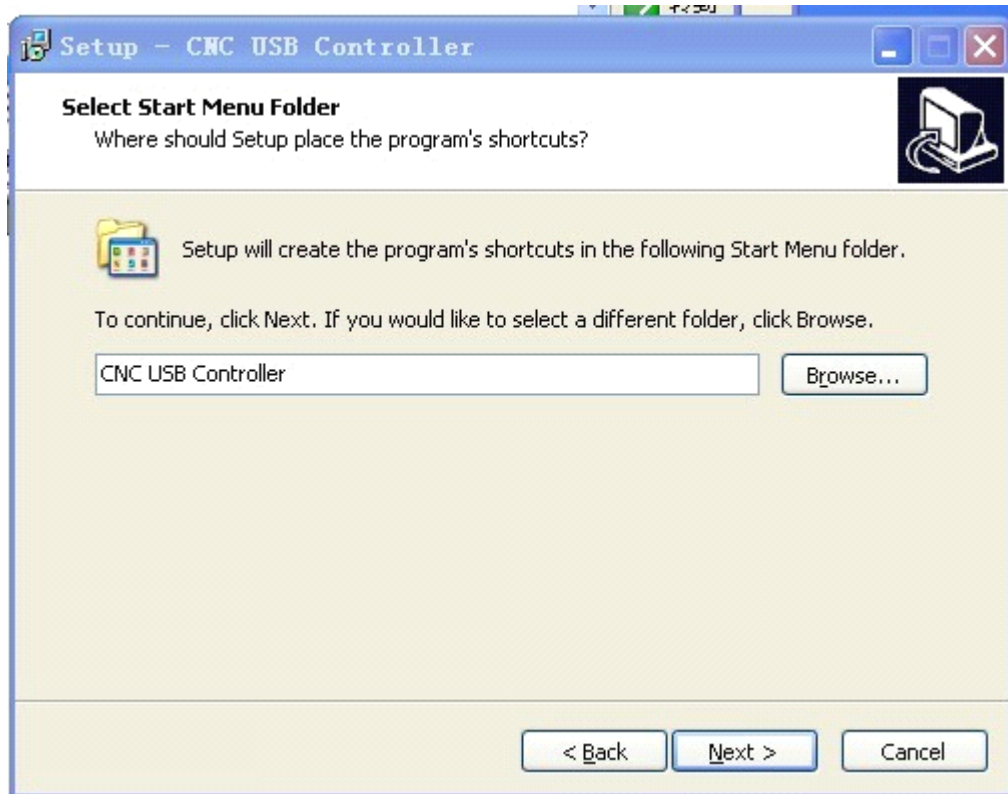 Setup - CNC USB Controller
Select Start Menu Folder
Where should Setup place the program's shortcuts?
Setup will create the program's shortcuts in the following Start Menu folder.
To continue, click Next. If you would like to select a different folder, click Browse.
CNC USB Controller
Browse...
< Back
Next >
Cancel